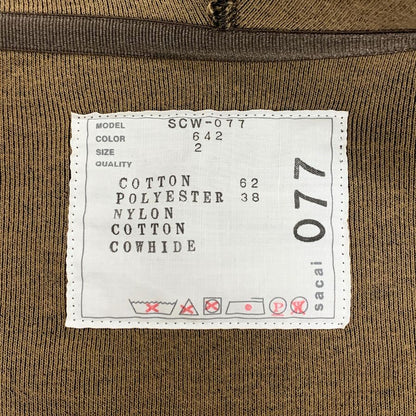 MODEL SCW-077
COLOR 642
SIZE 2
QUALITY
COTTON 62
POLYESTER 38
NYLON
COTTON
COWHIDE
077
sacai